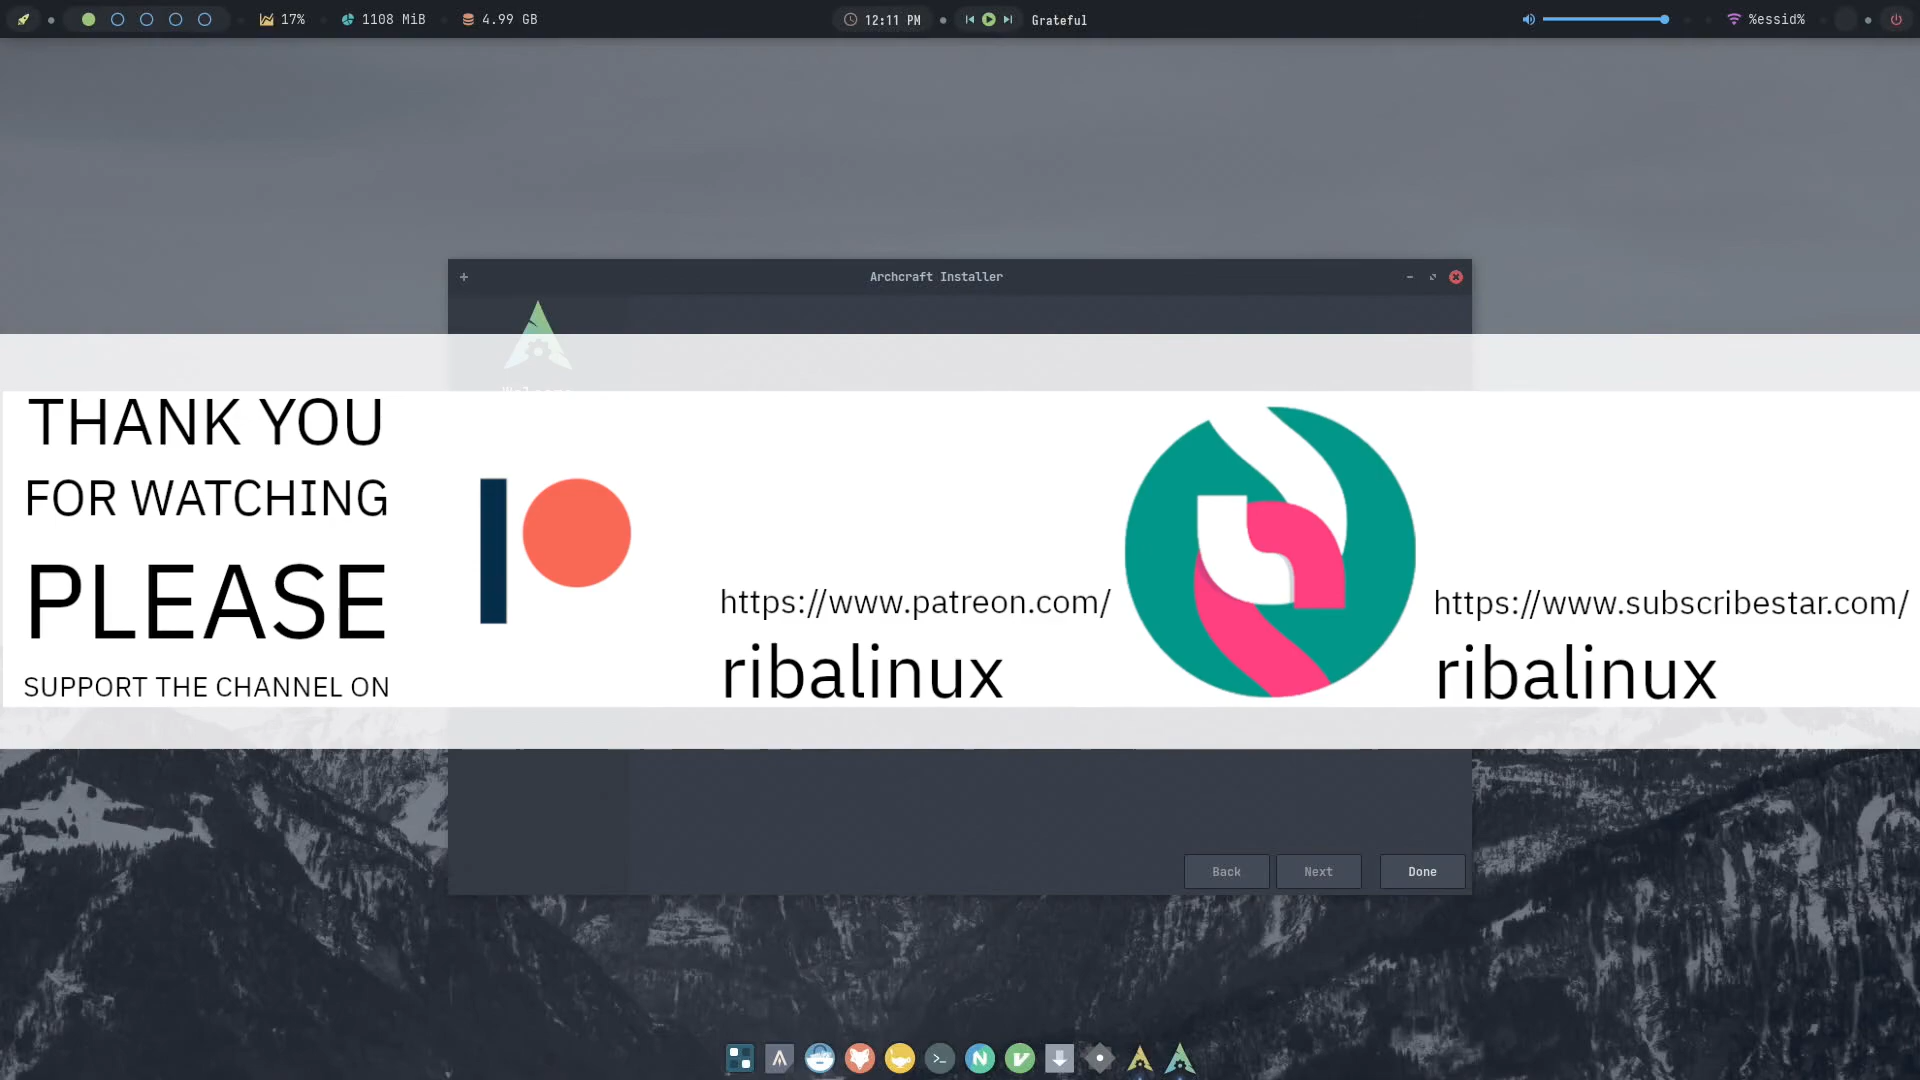 17% 1108 MiB 4.99 GB 12:11 PM Grateful %essid%
Archcraft Installer
THANK YOU
FOR WATCHING
PLEASE
SUPPORT THE CHANNEL ON
https://www.patreon.com/
ribalinux
https://www.subscribestar.com/
ribalinux
Back Next Done